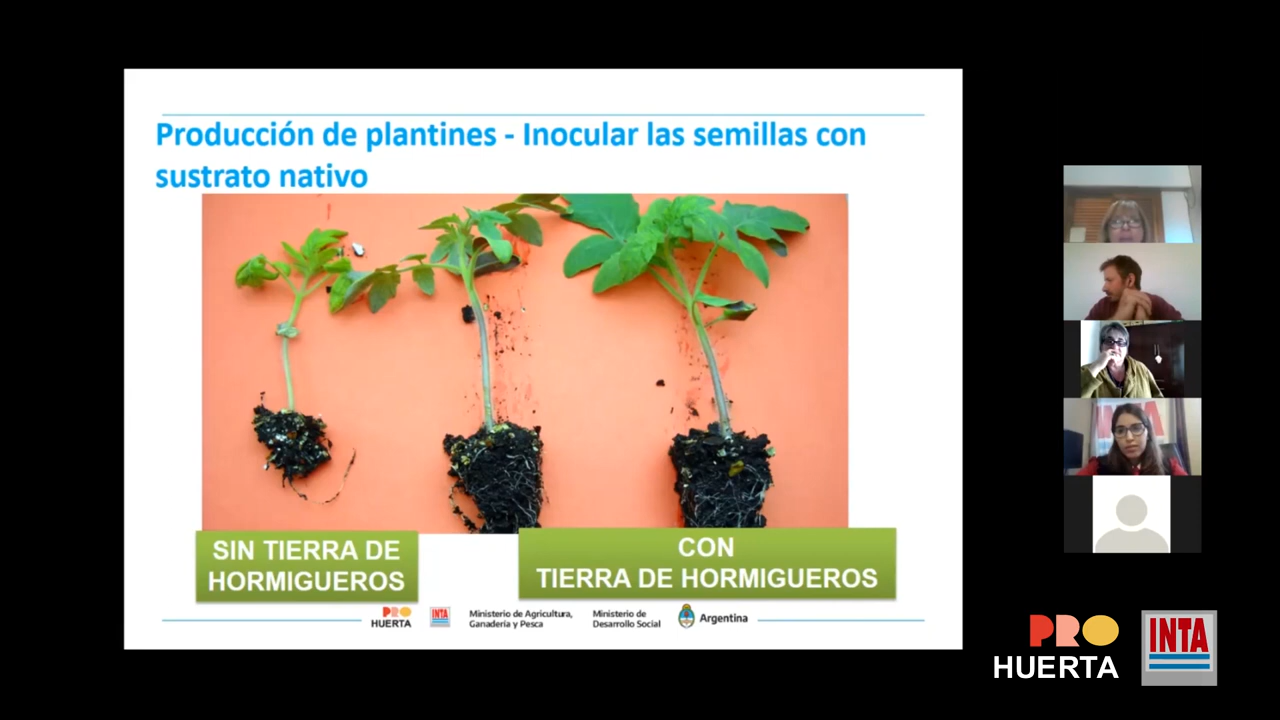 Producción de plantines - Inocular las semillas con
sustrato nativo
SIN TIERRA DE
HORMIGUEROS
CON
TIERRA DE HORMIGUEROS
PRO
HUERTA
INTA
Ministerio de Agricultura,
Ganadería y Pesca
Ministerio de
Desarrollo Social
Argentina
PRO
HUERTA
INTA